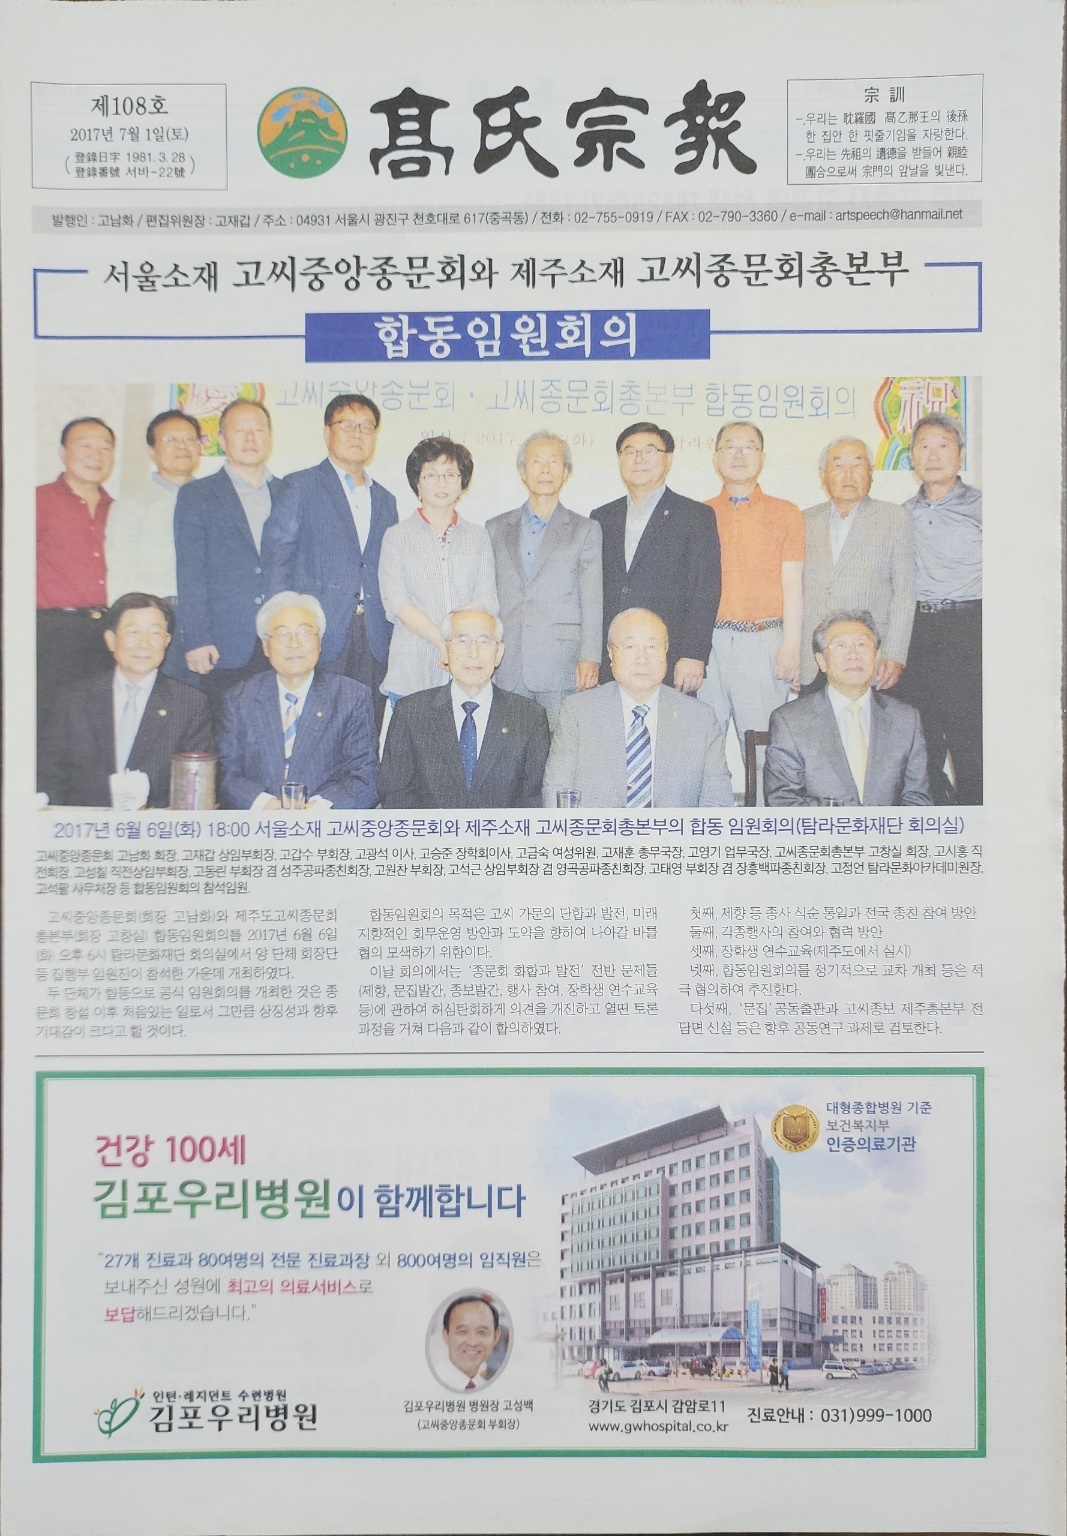 제108호
2017년 7월 1일(토)
登錄日字 1981. 3. 28
登錄番號 서바-22號
高氏宗報
宗 訓
-.우리는 耽羅國 高乙那王의 後孫
한 집안 한 핏줄기임을 자랑한다.
-.우리는 先祖의 遺德을 받들어 親睦
團合으로써 宗門의 앞날을 빛낸다.
발행인 : 고남화 / 편집위원장 : 고재갑 / 주소 : 04931 서울시 광진구 천호대로 617(중곡동) / 전화 : 02-755-0919 / FAX : 02-790-3360 / e-mail : artspeech@hanmail.net
서울소재 고씨중앙종문회와 제주소재 고씨종문회총본부
합동임원회의
慶 고씨중앙종문회 · 고씨종문회총본부 합동임원회의 祝
2017년 6월 6일(화) 18:00 서울소재 고씨중앙종문회와 제주소재 고씨종문회총본부의 합동 임원회의(탐라문화재단 회의실)
고씨중앙종문회 고남화 회장, 고재갑 상임부회장, 고갑수 부회장, 고광석 이사, 고승준 장학회이사, 고금숙 여성위원, 고재훈 총무국장, 고영기 업무국장, 고씨종문회총본부 고창실 회장, 고시홍 직
전회장, 고성칠 직전상임부회장, 고동린 부회장 겸 성주공파종친회장, 고원찬 부회장, 고석근 상임부회장 겸 영곡공파종친회장, 고태영 부회장 겸 장흥백파종친회장, 고정언 탐라문화아카데미원장,
고석팔 사무처장 등 합동임원회의 참석임원.
고씨중앙종문회(회장 고남화)와 제주도고씨종문회
총본부(회장 고창실) 합동임원회의를 2017년 6월 6일
(화) 오후 6시 탐라문화재단 회의실에서 양 단체 회장단
등 집행부 임원진이 참석한 가운데 개최하였다.
두 단체가 합동으로 공식 임원회의를 개최한 것은 종
문회 창설 이후 처음있는 일로서 그만큼 상징성과 향후
기대감이 크다고 할 것이다.
합동임원회의 목적은 고씨 가문의 단합과 발전, 미래
지향적인 회무운영 방안과 도약을 향하여 나아갈 바를
협의 모색하기 위함이다.
이날 회의에서는 '종문회 화합과 발전' 전반 문제들
(제향, 문집발간, 종보발간, 행사 참여, 장학생 연수교육
등)에 관하여 허심탄회하게 의견을 개진하고 열띤 토론
과정을 거쳐 다음과 같이 합의하였다.
첫째, 제향 등 종사 식순 통일과 전국 종친 참여 방안
둘째, 각종행사의 참여와 협력 방안
셋째, 장학생 연수교육(제주도에서 실시)
넷째, 합동임원회의를 정기적으로 교차 개최 등은 적
극 협의하여 추진한다.
다섯째, '문집' 공동출판과 고씨종보 제주총본부 전
담면 신설 등은 향후 공동연구 과제로 검토한다.
대형종합병원 기준
보건복지부
인증의료기관
건강 100세
김포우리병원이 함께합니다
"27개 진료과 80여명의 전문 진료과장 외 800여명의 임직원은
보내주신 성원에 최고의 의료서비스로
보답해드리겠습니다."
인턴·레지던트 수련병원
김포우리병원
김포우리병원 병원장 고성백
(고씨중앙종문회 부회장)
경기도 김포시 감암로11
www.gwhospital.co.kr
진료안내 : 031)999-1000